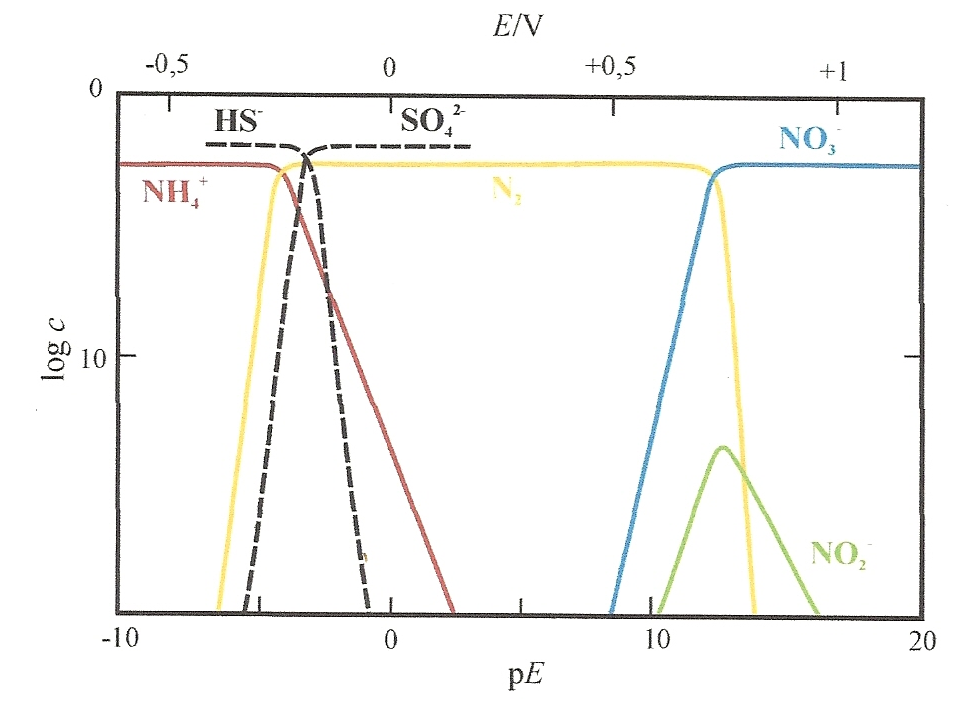 E/V
-0,5 0 +0,5 +1
0
HS⁻ SO₄²⁻ NO₃⁻
NH₄⁺ N₂
log c
10
NO₂⁻
-10 0 10 20
pE